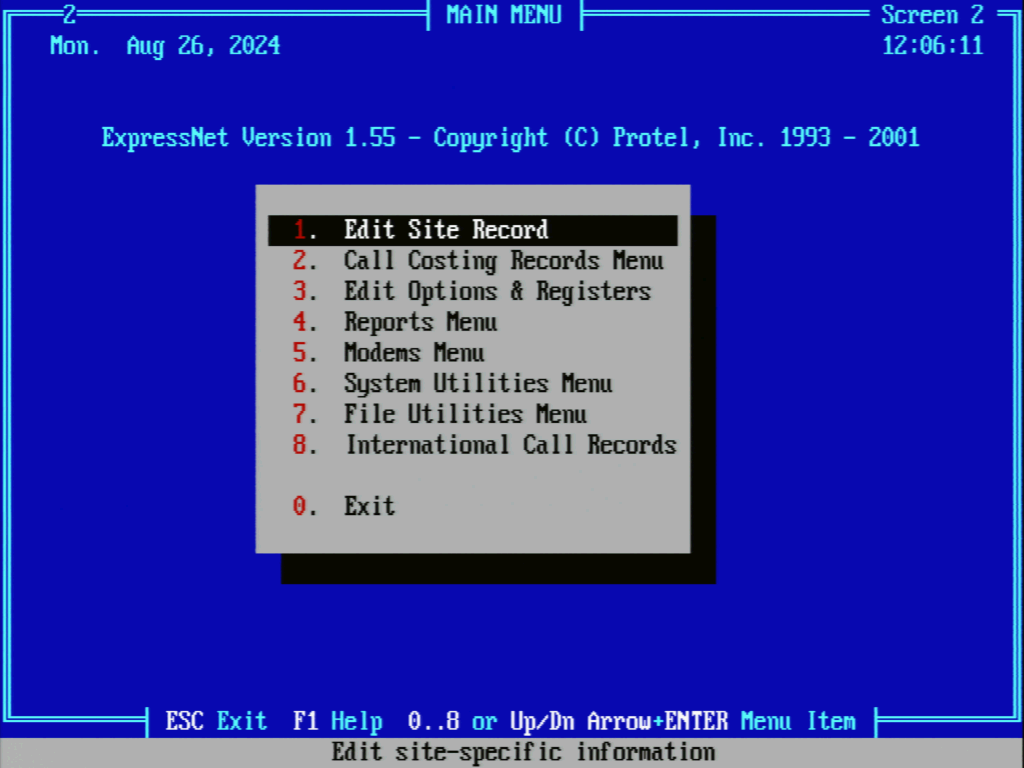 2 MAIN MENU Screen 2
Mon. Aug 26, 2024 12:06:11
ExpressNet Version 1.55 - Copyright (C) Protel, Inc. 1993 - 2001
1. Edit Site Record
2. Call Costing Records Menu
3. Edit Options & Registers
4. Reports Menu
5. Modems Menu
6. System Utilities Menu
7. File Utilities Menu
8. International Call Records
0. Exit
ESC Exit F1 Help 0..8 or Up/Dn Arrow+ENTER Menu Item
Edit site-specific information